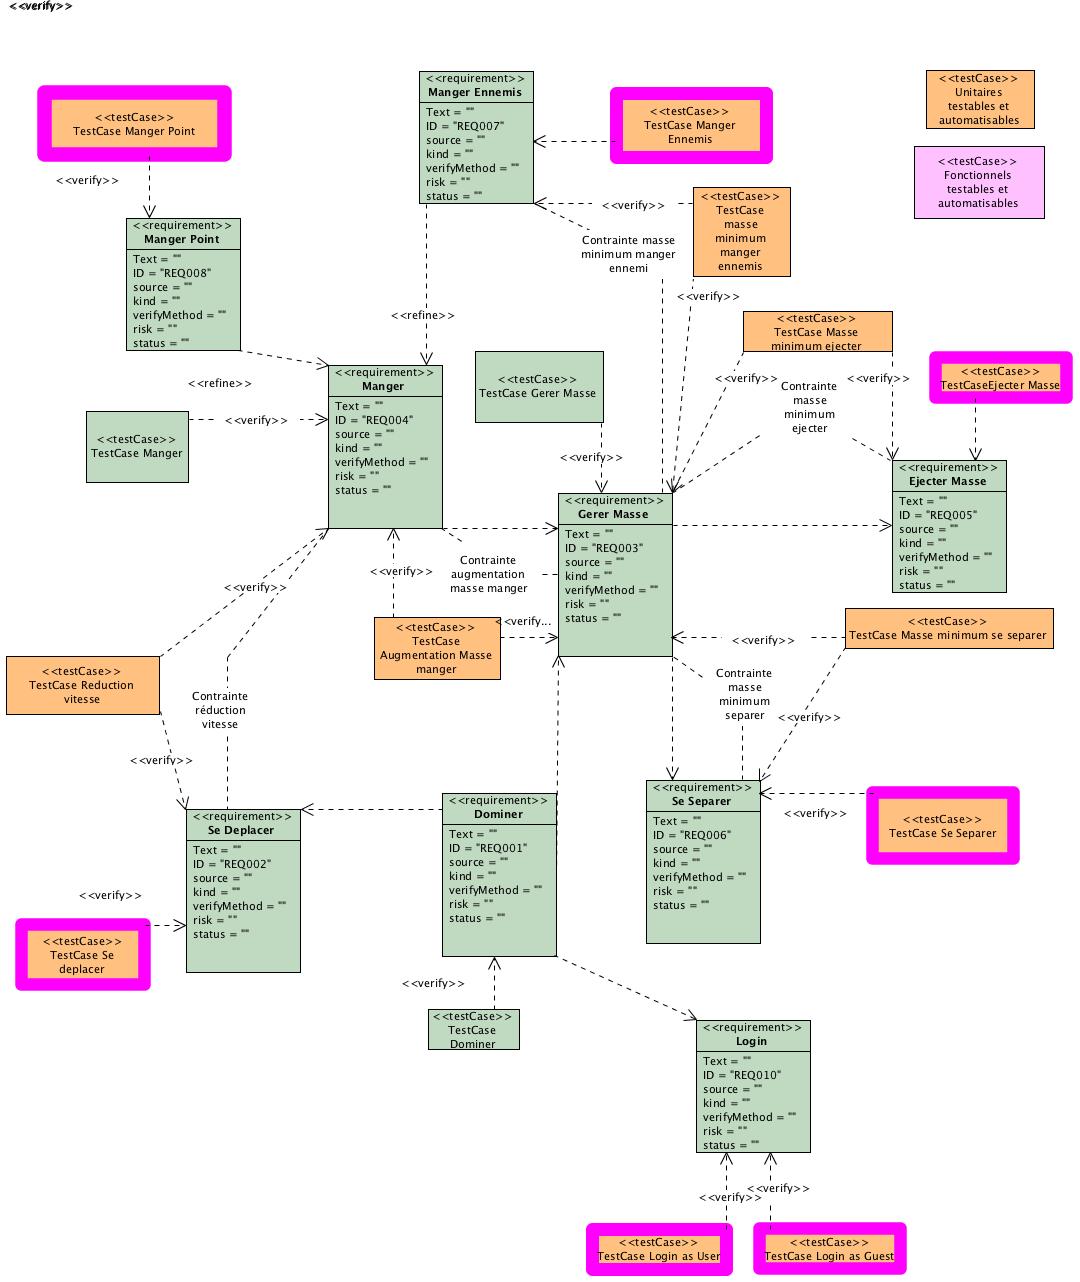 <<verify>>
<<testCase>>
TestCase Manger Point
<<verify>>
<<requirement>>
Manger Point
Text = ""
ID = "REQ008"
source = ""
kind = ""
verifyMethod = ""
risk = ""
status = ""
<<requirement>>
Manger Ennemis
Text = ""
ID = "REQ007"
source = ""
kind = ""
verifyMethod = ""
risk = ""
status = ""
<<testCase>>
TestCase Manger
Ennemis
<<testCase>>
Unitaires
testables et
automatisables
<<testCase>>
Fonctionnels
testables et
automatisables
<<verify>>
<<testCase>>
TestCase
masse
minimum
manger
ennemis
Contrainte masse
minimum manger
ennemi
<<verify>>
<<refine>>
<<testCase>>
TestCase Masse
minimum ejecter
<<verify>>
<<verify>>
Contrainte
masse
minimum
ejecter
<<testCase>>
TestCaseEjecter Masse
<<refine>>
<<requirement>>
Manger
Text = ""
ID = "REQ004"
source = ""
kind = ""
verifyMethod = ""
risk = ""
status = ""
<<testCase>>
TestCase Gerer Masse
<<testCase>>
TestCase Manger
<<verify>>
<<verify>>
<<requirement>>
Ejecter Masse
Text = ""
ID = "REQ005"
source = ""
kind = ""
verifyMethod = ""
risk = ""
status = ""
<<requirement>>
Gerer Masse
Text = ""
ID = "REQ003"
source = ""
kind = ""
verifyMethod = ""
risk = ""
status = ""
Contrainte
augmentation
masse manger
<<verify>>
<<verify>>
<<verify...
<<testCase>>
TestCase
Augmentation Masse
manger
<<testCase>>
TestCase Masse minimum se separer
<<verify>>
<<testCase>>
TestCase Reduction
vitesse
Contrainte
réduction
vitesse
Contrainte
masse
minimum
separer
<<verify>>
<<verify>>
<<requirement>>
Se Deplacer
Text = ""
ID = "REQ002"
source = ""
kind = ""
verifyMethod = ""
risk = ""
status = ""
<<requirement>>
Dominer
Text = ""
ID = "REQ001"
source = ""
kind = ""
verifyMethod = ""
risk = ""
status = ""
<<requirement>>
Se Separer
Text = ""
ID = "REQ006"
source = ""
kind = ""
verifyMethod = ""
risk = ""
status = ""
<<verify>>
<<testCase>>
TestCase Se Separer
<<verify>>
<<testCase>>
TestCase Se
deplacer
<<verify>>
<<testCase>>
TestCase
Dominer
<<requirement>>
Login
Text = ""
ID = "REQ010"
source = ""
kind = ""
verifyMethod = ""
risk = ""
status = ""
<<verify>>
<<verify>>
<<testCase>>
TestCase Login as User
<<testCase>>
TestCase Login as Guest